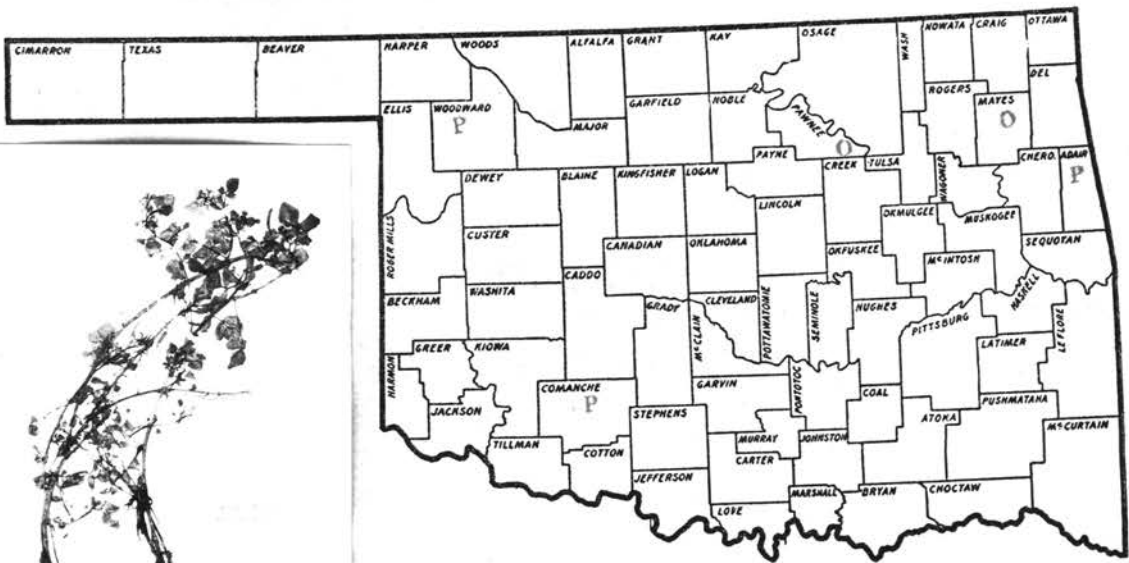 CIMARRON TEXAS BEAVER HARPER WOODS ALFALFA GRANT KAY OSAGE WASH NOWATA CRAIG OTTAWA
ELLIS WOODWARD MAJOR GARFIELD NOBLE PAWNEE ROGERS MAYES DEL
P O O
DEWEY BLAINE KINGFISHER LOGAN PAYNE CREEK TULSA WAGONER CHERO. ADAIR
P
LINCOLN OKMULGEE MUSKOGEE
ROGER MILLS CUSTER CANADIAN OKLAHOMA OKFUSKEE MCINTOSH SEQUOYAH
BECKHAM WASHITA CADDO GRADY CLEVELAND POTTAWATOMIE SEMINOLE HUGHES PITTSBURG HASKELL
GREER KIOWA MCCLAIN LATIMER LE FLORE
HARMON JACKSON COMANCHE STEPHENS GARVIN PONTOTOC COAL ATOKA PUSHMATAHA MCCURTAIN
P
TILLMAN COTTON MURRAY JOHNSTON
CARTER
JEFFERSON LOVE MARSHALL BRYAN CHOCTAW